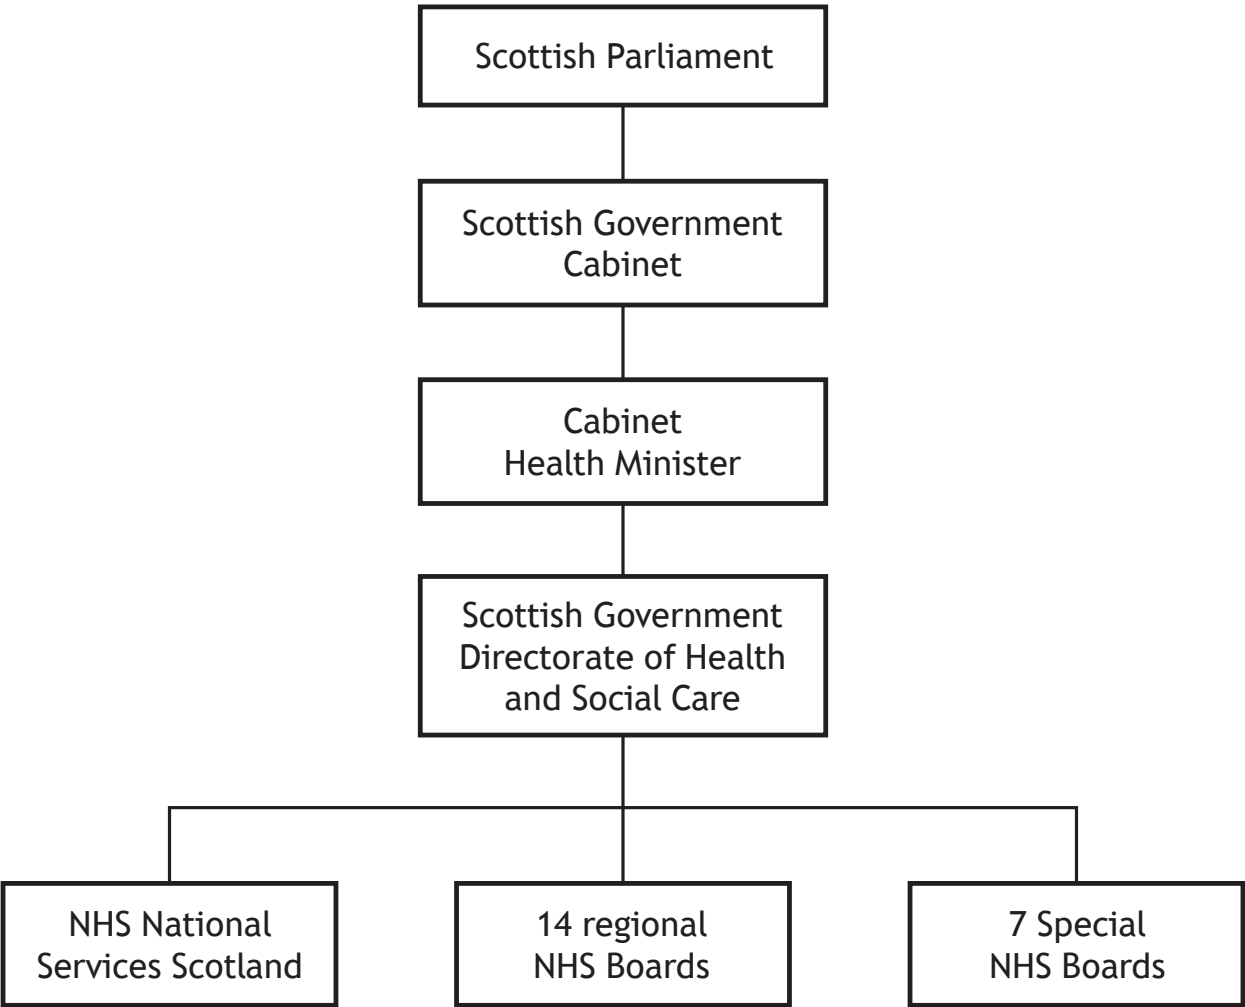 Scottish Parliament
Scottish Government
Cabinet
Cabinet
Health Minister
Scottish Government
Directorate of Health
and Social Care
NHS National
Services Scotland
14 regional
NHS Boards
7 Special
NHS Boards